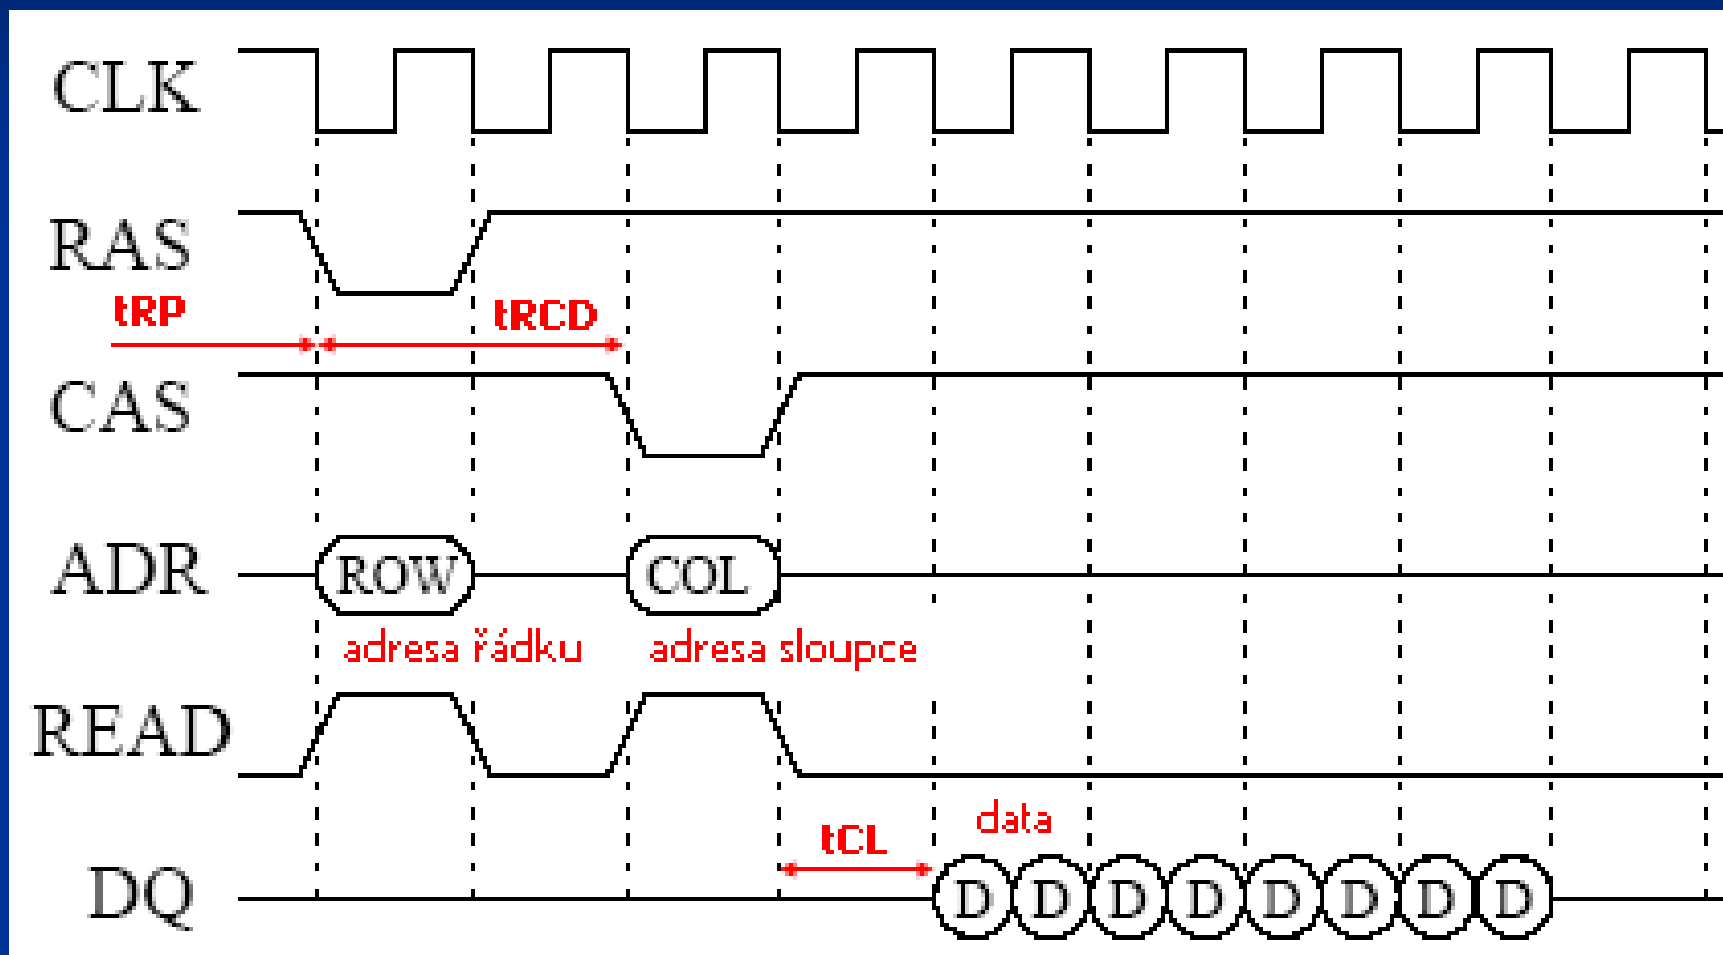 CLK
RAS
tRP tRCD
CAS
ADR ROW COL
adresa řádku adresa sloupce
READ
tCL data
DQ D D D D D D D D